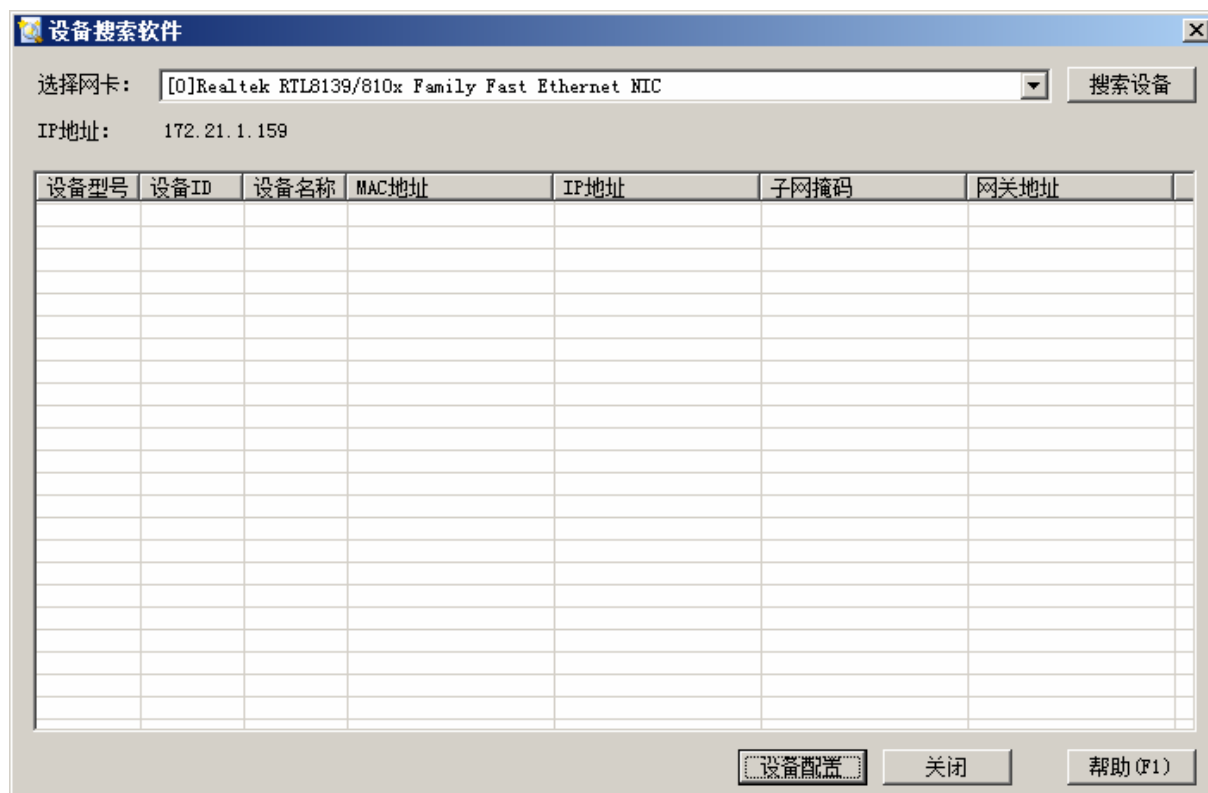 设备搜索软件
选择网卡: [0]Realtek RTL8139/810x Family Fast Ethernet NIC 搜索设备
IP地址: 172.21.1.159
设备型号 设备ID 设备名称 MAC地址 IP地址 子网掩码 网关地址
设备配置 关闭 帮助(F1)